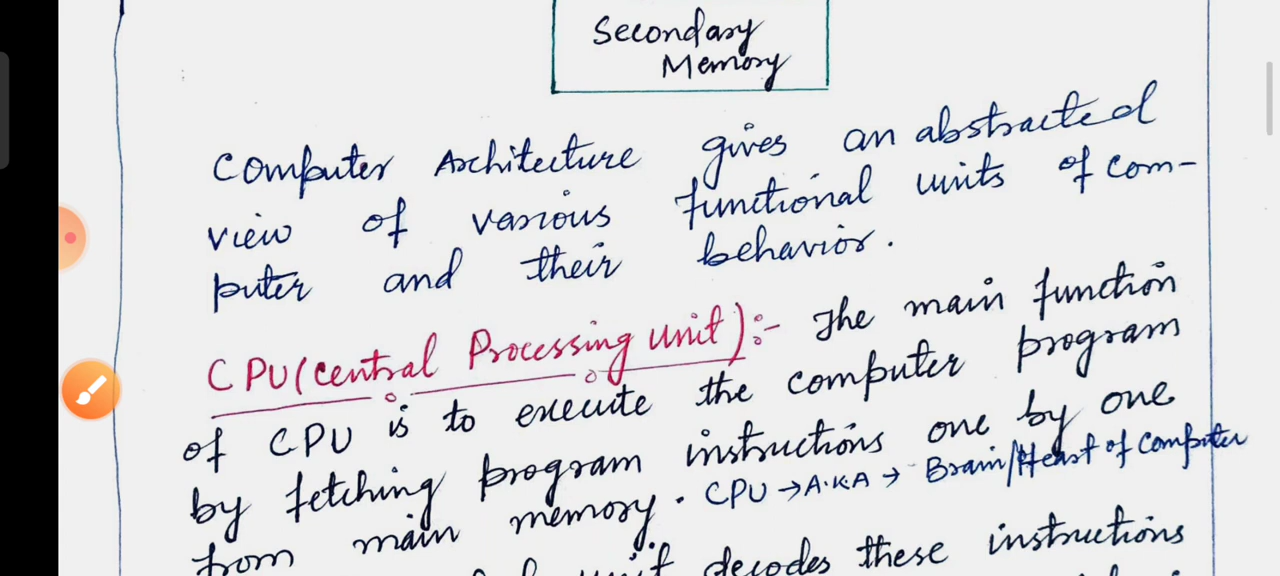 Secondary
Memory
Computer Architecture gives an abstracted
view of various functional units of com-
puter and their behavior.
CPU (Central Processing Unit) :- The main function
of CPU is to execute the computer program
by fetching program instructions one by one
from main memory. CPU → A.K.A → Brain/Heart of Computer
unit decodes these instructions